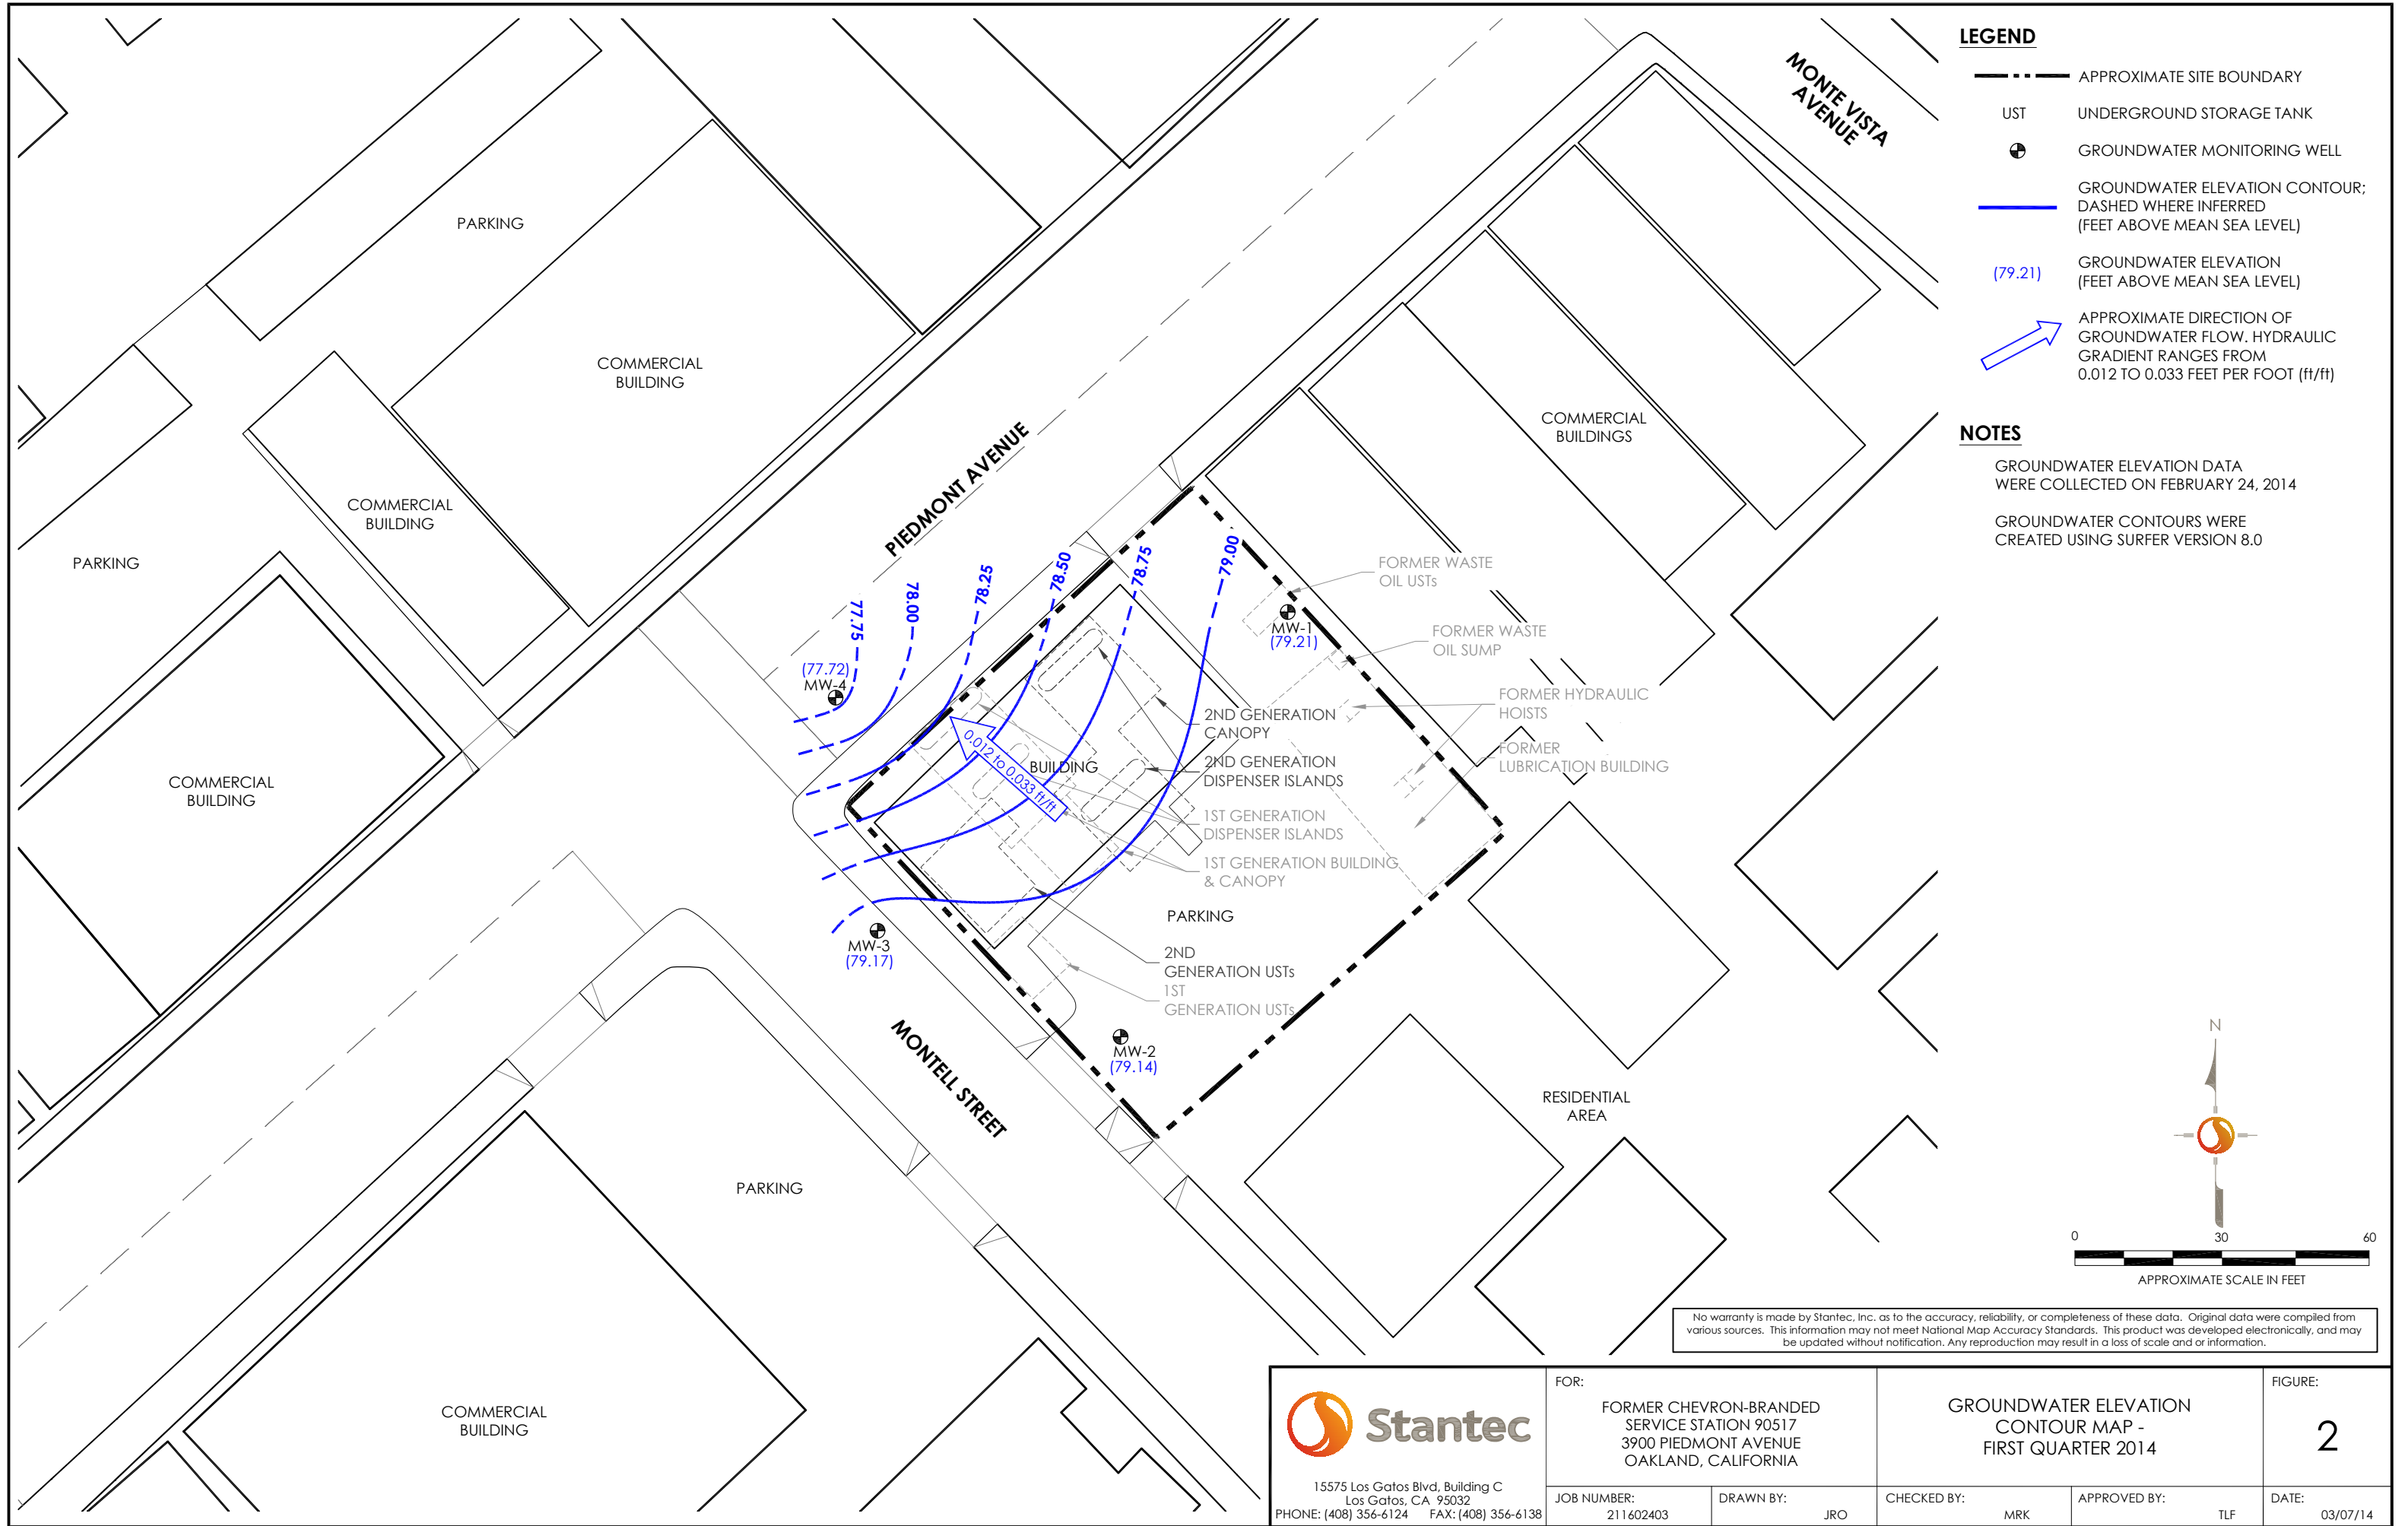 MONTE VISTA
AVENUE
PARKING
COMMERCIAL
BUILDING
COMMERCIAL
BUILDING
PARKING
COMMERCIAL
BUILDING
PIEDMONT AVENUE
COMMERCIAL
BUILDINGS
77.75
78.00
78.25
78.50
78.75
79.00
FORMER WASTE
OIL USTs
MW-1
(79.21)
FORMER WASTE
OIL SUMP
(77.72)
MW-4
FORMER HYDRAULIC
HOISTS
2ND GENERATION
CANOPY
FORMER
LUBRICATION BUILDING
0.012 to 0.033 ft/ft
BUILDING
2ND GENERATION
DISPENSER ISLANDS
1ST GENERATION
DISPENSER ISLANDS
1ST GENERATION BUILDING
& CANOPY
PARKING
MW-3
(79.17)
2ND
GENERATION USTs
1ST
GENERATION USTs
MW-2
(79.14)
MONTELL STREET
RESIDENTIAL
AREA
PARKING
COMMERCIAL
BUILDING
LEGEND
APPROXIMATE SITE BOUNDARY
UST UNDERGROUND STORAGE TANK
GROUNDWATER MONITORING WELL
GROUNDWATER ELEVATION CONTOUR;
DASHED WHERE INFERRED
(FEET ABOVE MEAN SEA LEVEL)
(79.21) GROUNDWATER ELEVATION
(FEET ABOVE MEAN SEA LEVEL)
APPROXIMATE DIRECTION OF
GROUNDWATER FLOW. HYDRAULIC
GRADIENT RANGES FROM
0.012 TO 0.033 FEET PER FOOT (ft/ft)
NOTES
GROUNDWATER ELEVATION DATA
WERE COLLECTED ON FEBRUARY 24, 2014
GROUNDWATER CONTOURS WERE
CREATED USING SURFER VERSION 8.0
N
0 30 60
APPROXIMATE SCALE IN FEET
No warranty is made by Stantec, Inc. as to the accuracy, reliability, or completeness of these data. Original data were compiled from
various sources. This information may not meet National Map Accuracy Standards. This product was developed electronically, and may
be updated without notification. Any reproduction may result in a loss of scale and or information.
Stantec
15575 Los Gatos Blvd, Building C
Los Gatos, CA 95032
PHONE: (408) 356-6124 FAX: (408) 356-6138
FOR:
FORMER CHEVRON-BRANDED
SERVICE STATION 90517
3900 PIEDMONT AVENUE
OAKLAND, CALIFORNIA
GROUNDWATER ELEVATION
CONTOUR MAP -
FIRST QUARTER 2014
FIGURE:
2
JOB NUMBER:
211602403
DRAWN BY:
JRO
CHECKED BY:
MRK
APPROVED BY:
TLF
DATE:
03/07/14